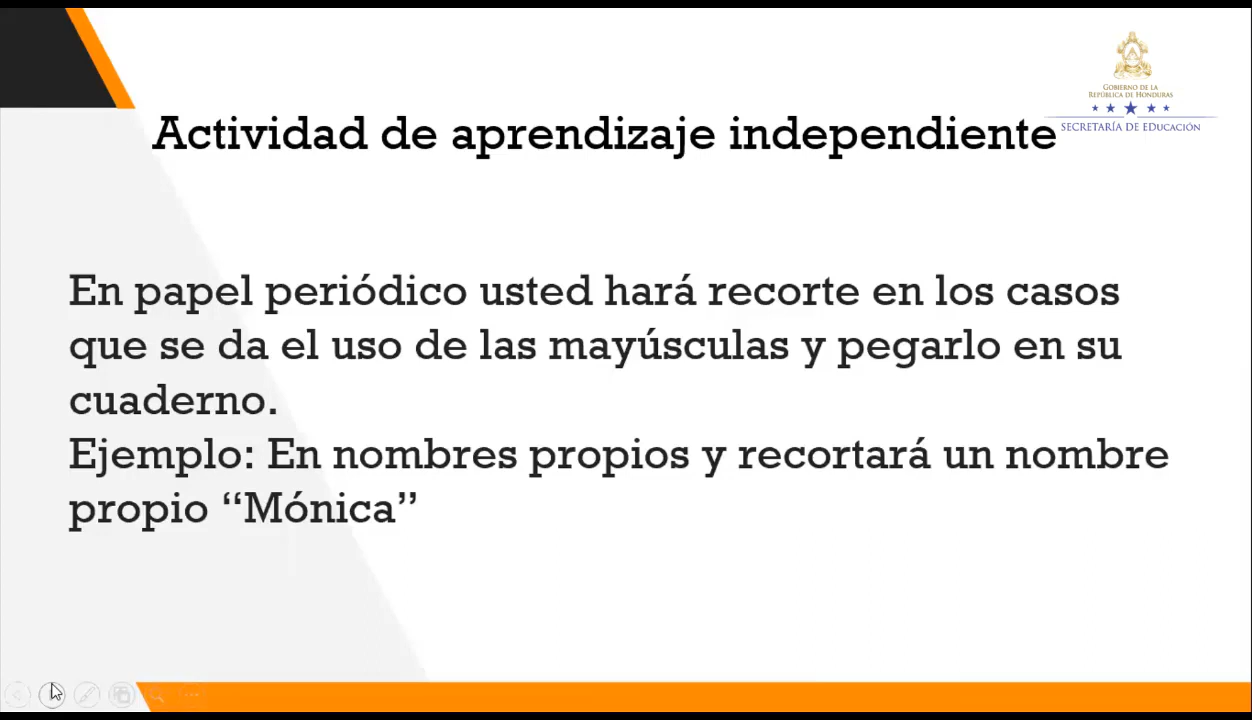 GOBIERNO DE LA
REPÚBLICA DE HONDURAS
SECRETARÍA DE EDUCACIÓN
Actividad de aprendizaje independiente
En papel periódico usted hará recorte en los casos
que se da el uso de las mayúsculas y pegarlo en su
cuaderno.
Ejemplo: En nombres propios y recortará un nombre
propio “Mónica”